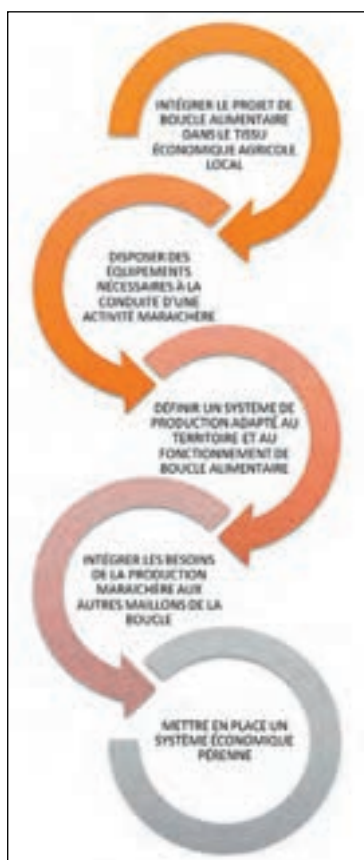 INTÉGRER LE PROJET DE
BOUCLE ALIMENTAIRE
DANS LE TISSU
ÉCONOMIQUE AGRICOLE
LOCAL
DISPOSER DES
ÉQUIPEMENTS
NÉCESSAIRES À LA
CONDUITE D'UNE
ACTIVITÉ MARAICHÈRE
DÉFINIR UN SYSTÈME DE
PRODUCTION ADAPTÉ AU
TERRITOIRE ET AU
FONCTIONNEMENT DE
BOUCLE ALIMENTAIRE
INTÉGRER LES BESOINS
DE LA PRODUCTION
MARAICHÈRE AUX
AUTRES MAILLONS DE LA
BOUCLE
METTRE EN PLACE UN
SYSTÈME ÉCONOMIQUE
PÉRENNE